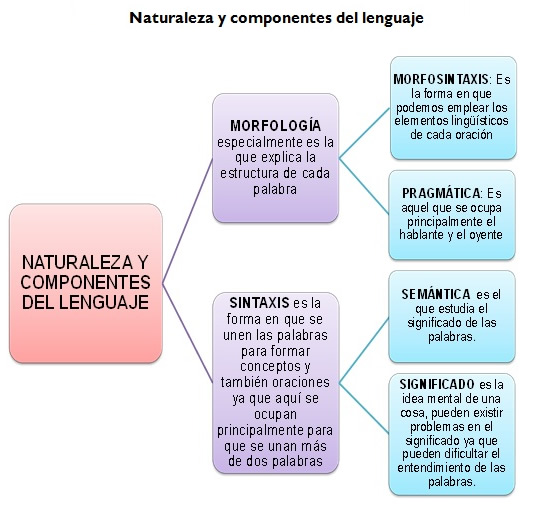 Naturaleza y componentes del lenguaje
NATURALEZA Y
COMPONENTES
DEL LENGUAJE
MORFOLOGÍA
especialmente es la
que explica la
estructura de cada
palabra
MORFOSINTAXIS: Es
la forma en que
podemos emplear los
elementos lingüísticos
de cada oración
PRAGMÁTICA: Es
aquel que se ocupa
principalmente el
hablante y el oyente
SINTAXIS es la
forma en que se
unen las palabras
para formar
conceptos y
también oraciones
ya que aquí se
ocupan
principalmente para
que se unan más
de dos palabras
SEMÁNTICA es el
que estudia el
significado de las
palabras.
SIGNIFICADO es la
idea mental de una
cosa, pueden existir
problemas en el
significado ya que
pueden dificultar el
entendimiento de las
palabras.